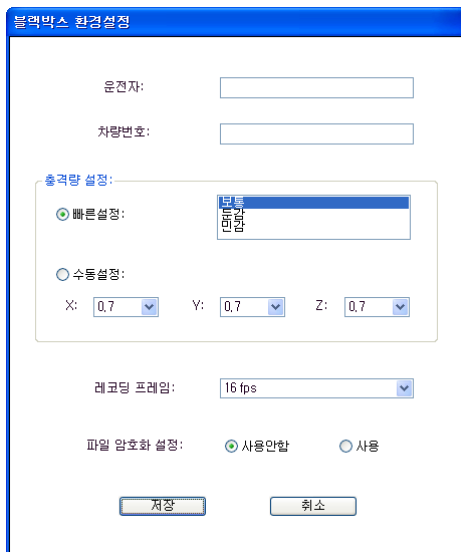 블랙박스 환경설정
운전자:
차량번호:
충격량 설정:
빠른설정:
보통
둔감
민감
수동설정:
X: 0.7 Y: 0.7 Z: 0.7
레코딩 프레임: 16 fps
파일 암호화 설정: 사용안함 사용
저장 취소